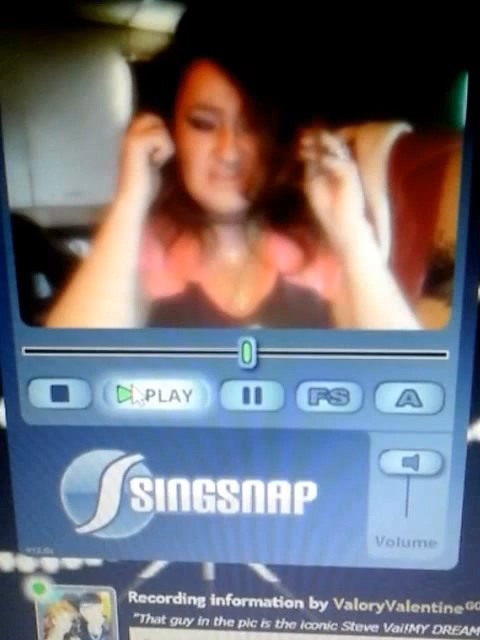 PLAY
FS
A
SINGSNAP
Volume
Recording information by ValoryValentine
"That guy in the pic is the iconic Steve Vai!MY DREAM